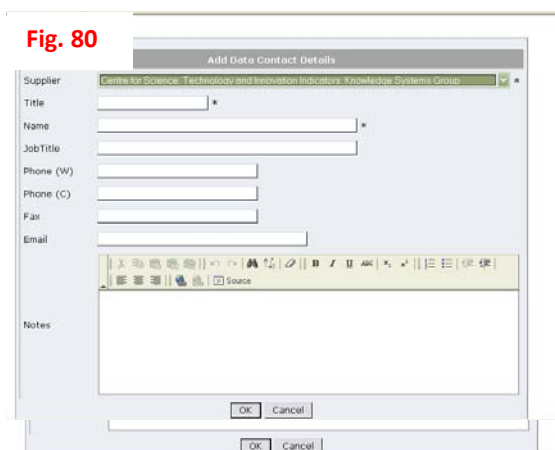 Fig. 80
Add Data Contact Details
Supplier Centre for Science, Technology and Innovation Indicators: Knowledge Systems Group *
Title *
Name *
JobTitle
Phone (W)
Phone (C)
Fax
Email
B I U ABC
Source
Notes
OK Cancel
OK Cancel